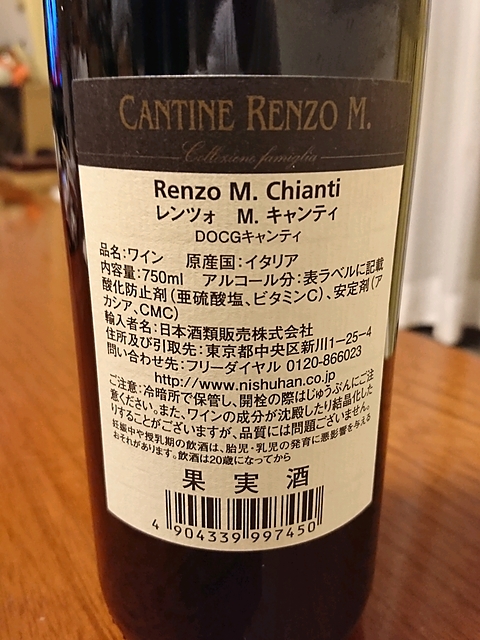 CANTINE RENZO M.
Collezione famiglia
Renzo M. Chianti
レンツォ M. キャンティ
DOCGキャンティ
品名:ワイン 原産国:イタリア
内容量:750ml アルコール分:表ラベルに記載
酸化防止剤(亜硫酸塩、ビタミンC)、安定剤(ア
カシア、CMC)
輸入者名:日本酒類販売株式会社
住所及び引取先:東京都中央区新川1-25-4
問い合わせ先:フリーダイヤル 0120-866023
http://www.nishuhan.co.jp
ご注意:冷暗所で保管し、開栓の際はじゅうぶんにご注
意ください。また、ワインの成分が沈殿したり結晶化した
りすることがございますが、品質には問題ございません。
妊娠中や授乳期の飲酒は、胎児・乳児の発育に悪影響を与える
おそれがあります。飲酒は20歳になってから
果実酒
4 904339 997450